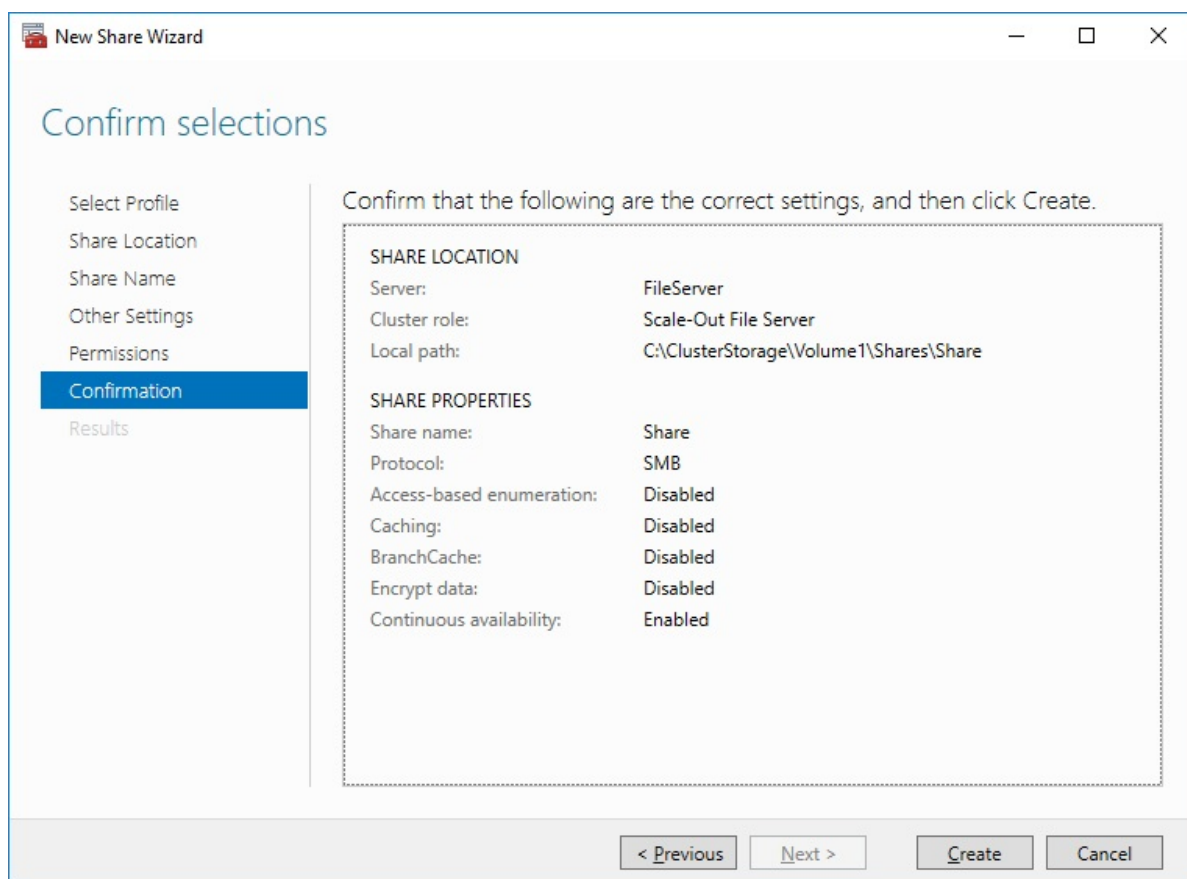 New Share Wizard
Confirm selections
Select Profile
Share Location
Share Name
Other Settings
Permissions
Confirmation
Results
Confirm that the following are the correct settings, and then click Create.
SHARE LOCATION
Server: FileServer
Cluster role: Scale-Out File Server
Local path: C:\ClusterStorage\Volume1\Shares\Share
SHARE PROPERTIES
Share name: Share
Protocol: SMB
Access-based enumeration: Disabled
Caching: Disabled
BranchCache: Disabled
Encrypt data: Disabled
Continuous availability: Enabled
< Previous Next > Create Cancel